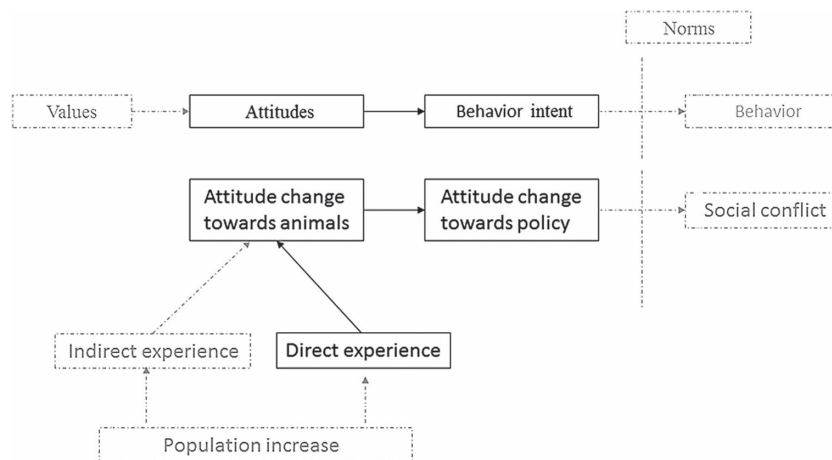 Norms
Values
Attitudes
Behavior intent
Behavior
Attitude change
towards animals
Attitude change
towards policy
Social conflict
Indirect experience
Direct experience
Population increase